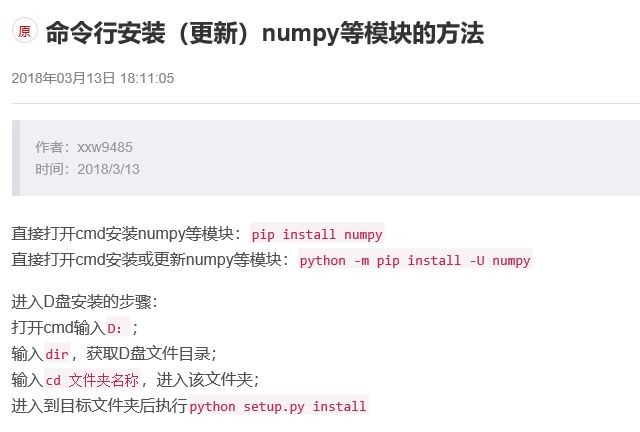 原 命令行安装（更新）numpy等模块的方法
2018年03月13日 18:11:05
作者：xxw9485
时间：2018/3/13
直接打开cmd安装numpy等模块：pip install numpy
直接打开cmd安装或更新numpy等模块：python -m pip install -U numpy
进入D盘安装的步骤：
打开cmd输入D：；
输入dir，获取D盘文件目录；
输入cd 文件夹名称，进入该文件夹；
进入到目标文件夹后执行python setup.py install